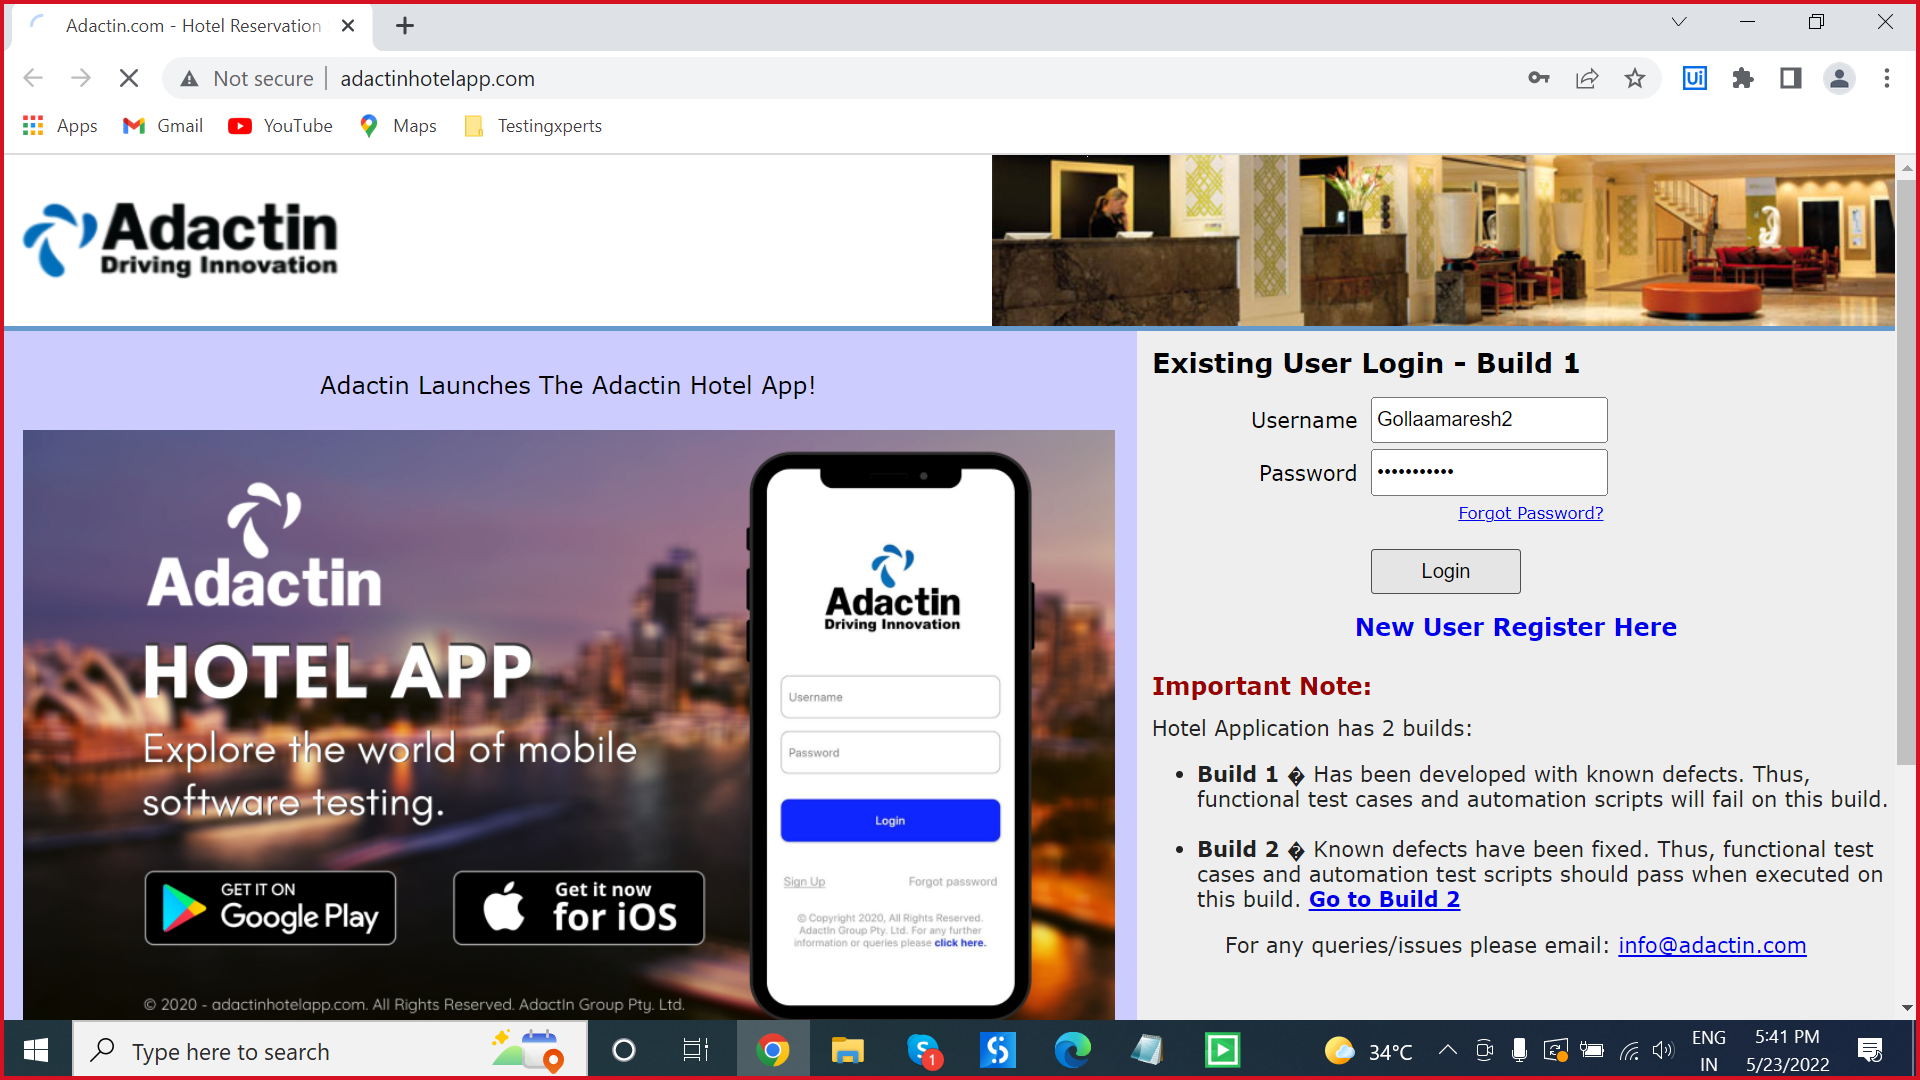 Adactin.com - Hotel Reservation
Not secure
adactinhotelapp.com
Ui
Apps
Gmail
YouTube
Maps
Testingxperts
Adactin
Driving Innovation
Adactin Launches The Adactin Hotel App!
Adactin
HOTEL APP
Explore the world of mobile
software testing.
GET IT ON
Google Play
Get it now
for iOS
© 2020 - adactinhotelapp.com. All Rights Reserved. AdactIn Group Pty. Ltd.
Adactin
Driving Innovation
Username
Password
Login
Sign Up
Forgot password
© Copyright 2020, All Rights Reserved.
AdactIn Group Pty. Ltd. For any further
information or queries please click here.
Existing User Login - Build 1
Username
Gollaamaresh2
Password
•••••••••••
Forgot Password?
Login
New User Register Here
Important Note:
Hotel Application has 2 builds:
• Build 1 � Has been developed with known defects. Thus,
functional test cases and automation scripts will fail on this build.
• Build 2 � Known defects have been fixed. Thus, functional test
cases and automation test scripts should pass when executed on
this build. Go to Build 2
For any queries/issues please email: info@adactin.com
Type here to search
S
1
34°C
ENG
IN
5:41 PM
5/23/2022